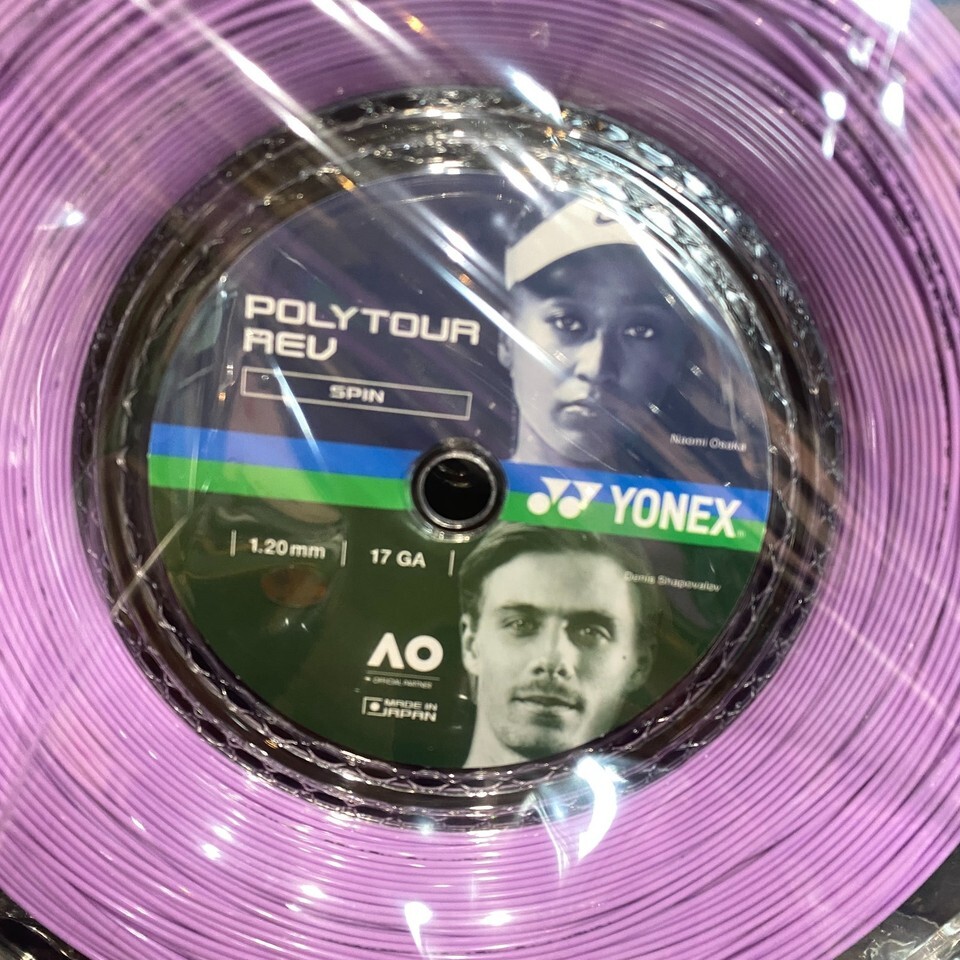 POLYTOUR
REV
SPIN
Naomi Osaka
YONEX
1.20mm
17 GA
Denis Shapovalov
AO
OFFICIAL PARTNER
MADE IN
JAPAN